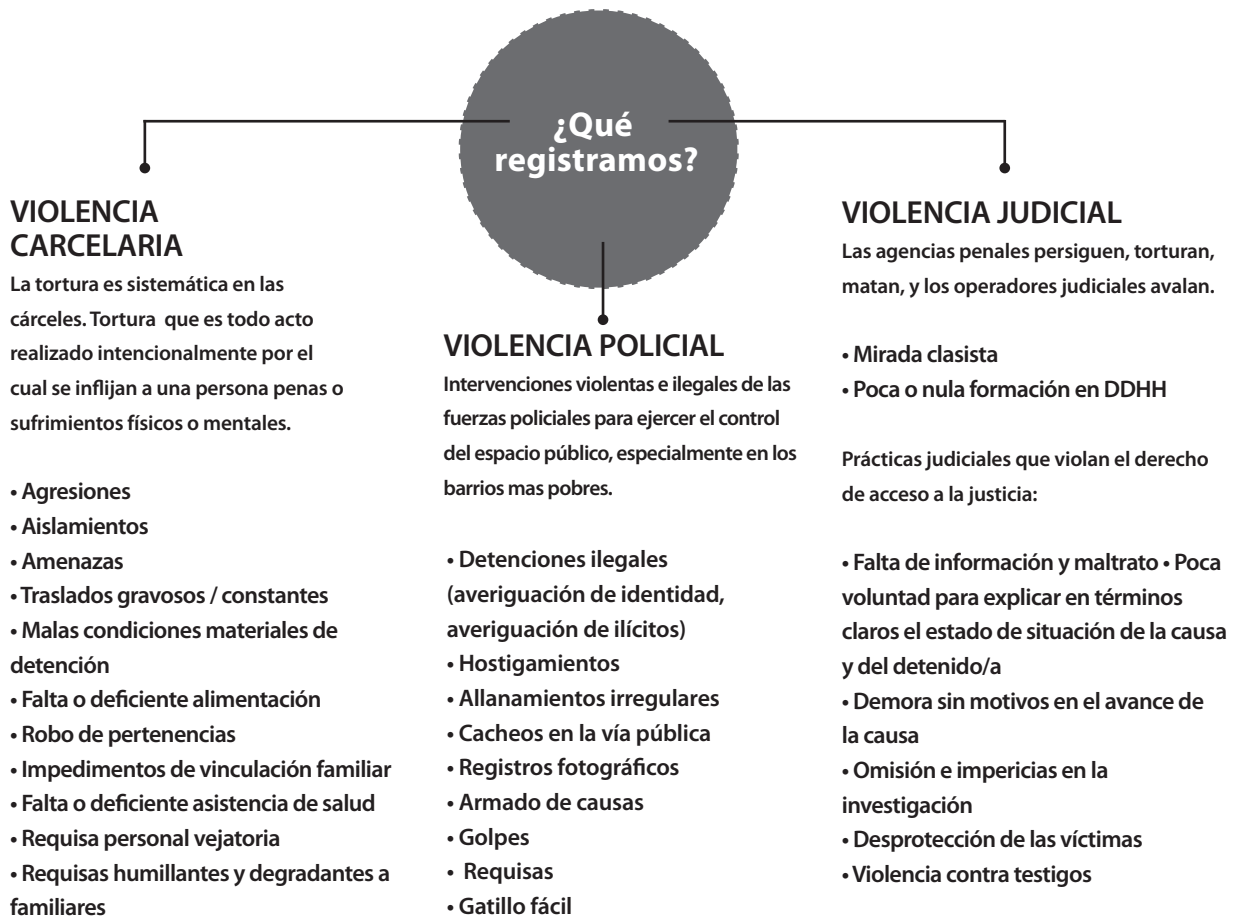 ¿Qué
registramos?
VIOLENCIA
CARCELARIA
La tortura es sistemática en las
cárceles. Tortura que es todo acto
realizado intencionalmente por el
cual se inflijan a una persona penas o
sufrimientos físicos o mentales.
• Agresiones
• Aislamientos
• Amenazas
• Traslados gravosos / constantes
• Malas condiciones materiales de
detención
• Falta o deficiente alimentación
• Robo de pertenencias
• Impedimentos de vinculación familiar
• Falta o deficiente asistencia de salud
• Requisa personal vejatoria
• Requisas humillantes y degradantes a
familiares
VIOLENCIA POLICIAL
Intervenciones violentas e ilegales de las
fuerzas policiales para ejercer el control
del espacio público, especialmente en los
barrios mas pobres.
• Detenciones ilegales
(averiguación de identidad,
averiguación de ilícitos)
• Hostigamientos
• Allanamientos irregulares
• Cacheos en la vía pública
• Registros fotográficos
• Armado de causas
• Golpes
• Requisas
• Gatillo fácil
VIOLENCIA JUDICIAL
Las agencias penales persiguen, torturan,
matan, y los operadores judiciales avalan.
• Mirada clasista
• Poca o nula formación en DDHH
Prácticas judiciales que violan el derecho
de acceso a la justicia:
• Falta de información y maltrato • Poca
voluntad para explicar en términos
claros el estado de situación de la causa
y del detenido/a
• Demora sin motivos en el avance de
la causa
• Omisión e impericias en la
investigación
• Desprotección de las víctimas
• Violencia contra testigos